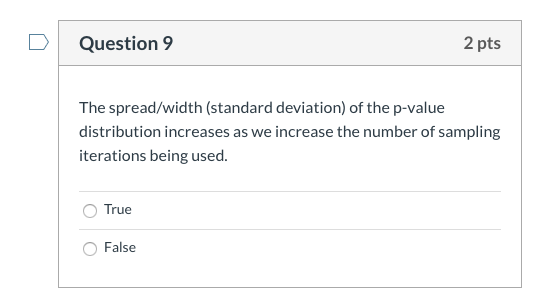 Question 9
2 pts
The spread/width (standard deviation) of the p-value
distribution increases as we increase the number of sampling
iterations being used.
True
False